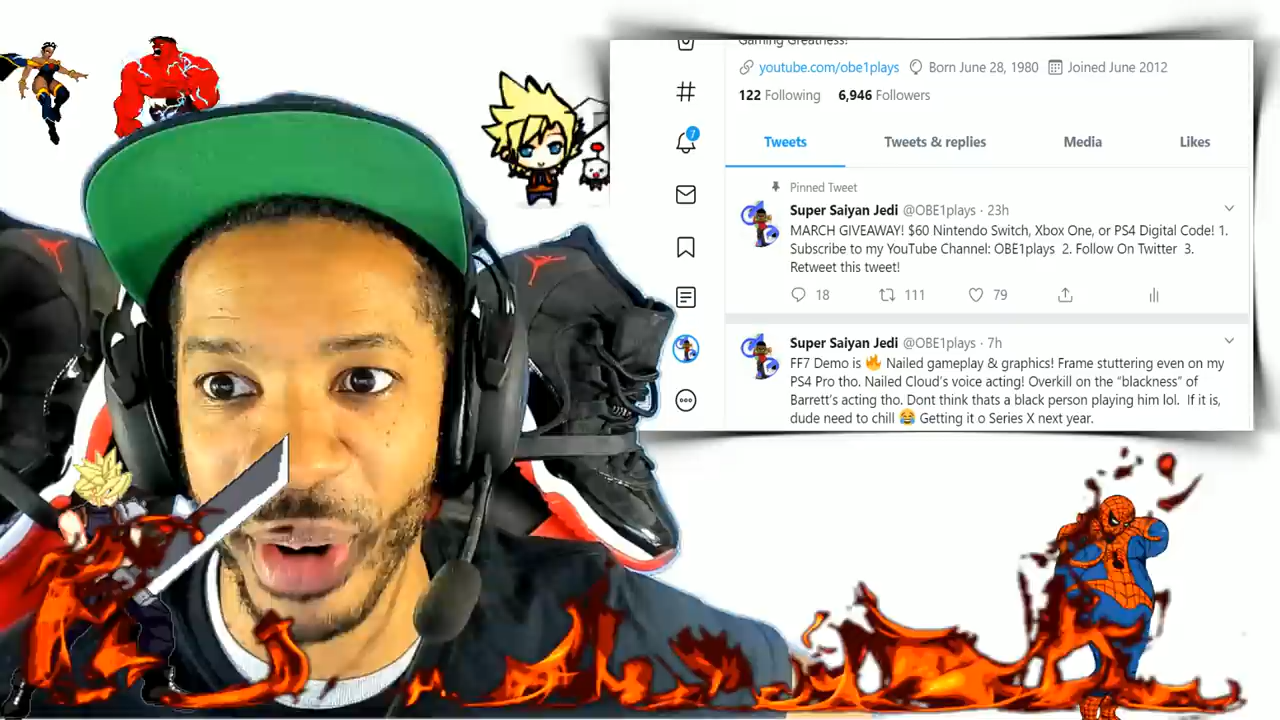 Gaming Greatness!
youtube.com/obe1plays Born June 28, 1980 Joined June 2012
122 Following 6,946 Followers
7
Tweets Tweets & replies Media Likes
Pinned Tweet
Super Saiyan Jedi @OBE1plays · 23h
MARCH GIVEAWAY! $60 Nintendo Switch, Xbox One, or PS4 Digital Code! 1.
Subscribe to my YouTube Channel: OBE1plays 2. Follow On Twitter 3.
Retweet this tweet!
18 111 79
Super Saiyan Jedi @OBE1plays · 7h
FF7 Demo is 🔥 Nailed gameplay & graphics! Frame stuttering even on my
PS4 Pro tho. Nailed Cloud's voice acting! Overkill on the "blackness" of
Barrett's acting tho. Dont think thats a black person playing him lol. If it is,
dude need to chill 😂 Getting it o Series X next year.